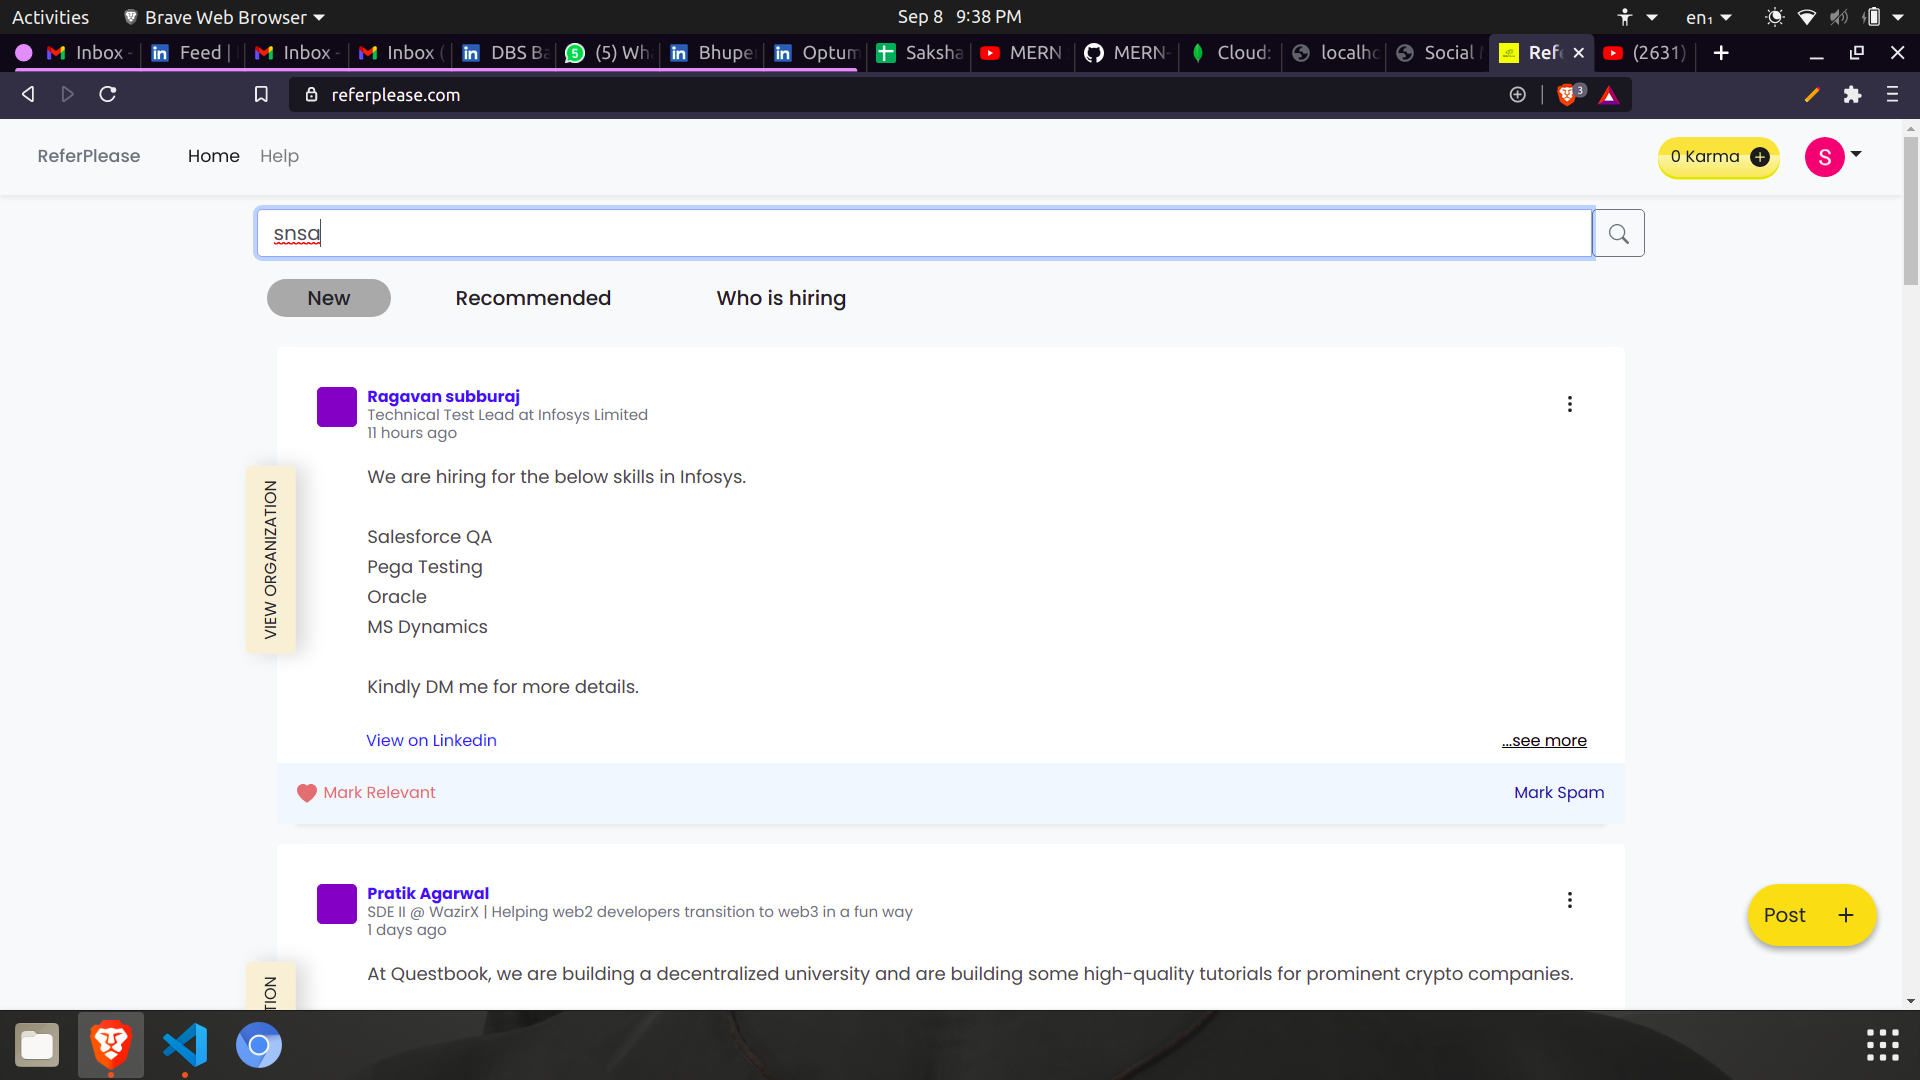 Activities Brave Web Browser Sep 8 9:38 PM en₁
Inbox - Feed | Inbox - Inbox ( DBS Ba (5) Wh Bhupe Optum Saksha MERN MERN- Cloud: localho Social Refe (2631)
referplease.com 3
ReferPlease Home Help 0 Karma S
snsa
New Recommended Who is hiring
Ragavan subburaj
Technical Test Lead at Infosys Limited
11 hours ago
We are hiring for the below skills in Infosys.
Salesforce QA
Pega Testing
Oracle
MS Dynamics
Kindly DM me for more details.
VIEW ORGANIZATION
View on Linkedin ...see more
Mark Relevant Mark Spam
Pratik Agarwal
SDE II @ WazirX | Helping web2 developers transition to web3 in a fun way
1 days ago
At Questbook, we are building a decentralized university and are building some high-quality tutorials for prominent crypto companies.
TION
Post +